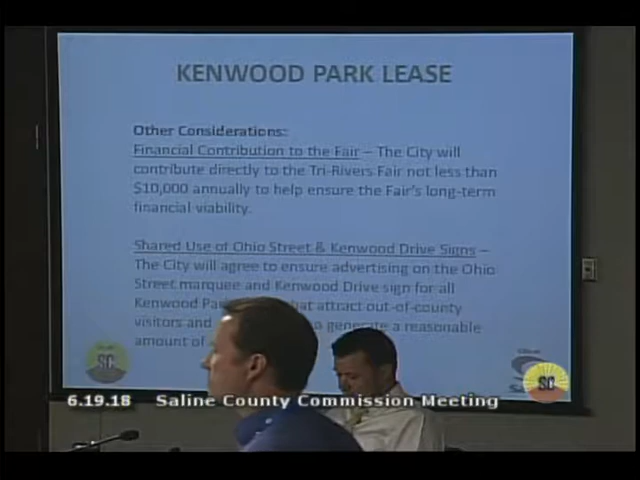 KENWOOD PARK LEASE
Other Considerations:
Financial Contribution to the Fair – The City will
contribute directly to the Tri-Rivers Fair not less than
$10,000 annually to help ensure the Fair's long-term
financial viability.
Shared Use of Ohio Street & Kenwood Drive Signs –
The City will agree to ensure advertising on the Ohio
Street marquee and Kenwood Drive sign for all
Kenwood hat attract out-of-county
visitors and generate a reasonable
amount of
SC
SC
6.19.18 Saline County Commission Meeting